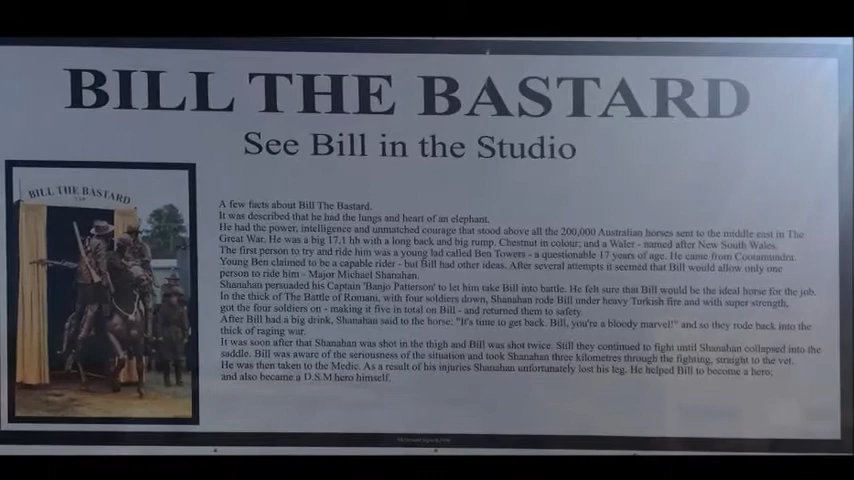 BILL THE BASTARD
See Bill in the Studio
BILL THE BASTARD
A few facts about Bill The Bastard.
It was described that he had the lungs and heart of an elephant.
He had the power, intelligence and unmatched courage that stood above all the 200,000 Australian horses sent to the middle east in The
Great War. He was a big 17.1 hh with a long back and big rump. Chestnut in colour; and a Waler - named after New South Wales.
The first person to try and ride him was a young lad called Ben Towers - a questionable 17 years of age. He came from Cootamundra.
Young Ben claimed to be a capable rider - but Bill had other ideas. After several attempts it seemed that Bill would allow only one
person to ride him - Major Michael Shanahan.
Shanahan persuaded his Captain 'Banjo Patterson' to let him take Bill into battle. He felt sure that Bill would be the ideal horse for the job.
In the thick of The Battle of Romani, with four soldiers down, Shanahan rode Bill under heavy Turkish fire and with super strength,
got the four soldiers on - making it five in total on Bill - and returned them to safety.
After Bill had a big drink, Shanahan said to the horse: "It's time to get back. Bill, you're a bloody marvel!" and so they rode back into the
thick of raging war.
It was soon after that Shanahan was shot in the thigh and Bill was shot twice. Still they continued to fight until Shanahan collapsed into the
saddle. Bill was aware of the seriousness of the situation and took Shanahan three kilometres through the fighting, straight to the vet.
He was then taken to the Medic. As a result of his injuries Shanahan unfortunately lost his leg. He helped Bill to become a hero;
and also became a D.S.M hero himself.